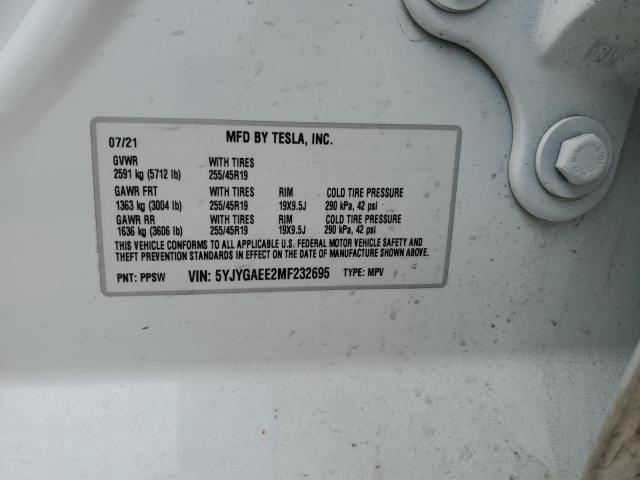 07/21 MFD BY TESLA, INC.
GVWR WITH TIRES
2591 kg (5712 lb) 255/45R19
GAWR FRT WITH TIRES RIM COLD TIRE PRESSURE
1363 kg (3004 lb) 255/45R19 19X9.5J 290 kPa, 42 psi
GAWR RR WITH TIRES RIM COLD TIRE PRESSURE
1636 kg (3606 lb) 255/45R19 19X9.5J 290 kPa, 42 psi
THIS VEHICLE CONFORMS TO ALL APPLICABLE U.S. FEDERAL MOTOR VEHICLE SAFETY AND
THEFT PREVENTION STANDARDS IN EFFECT ON THE DATE OF MANUFACTURE SHOWN ABOVE.
PNT: PPSW VIN: 5YJYGAEE2MF232695 TYPE: MPV